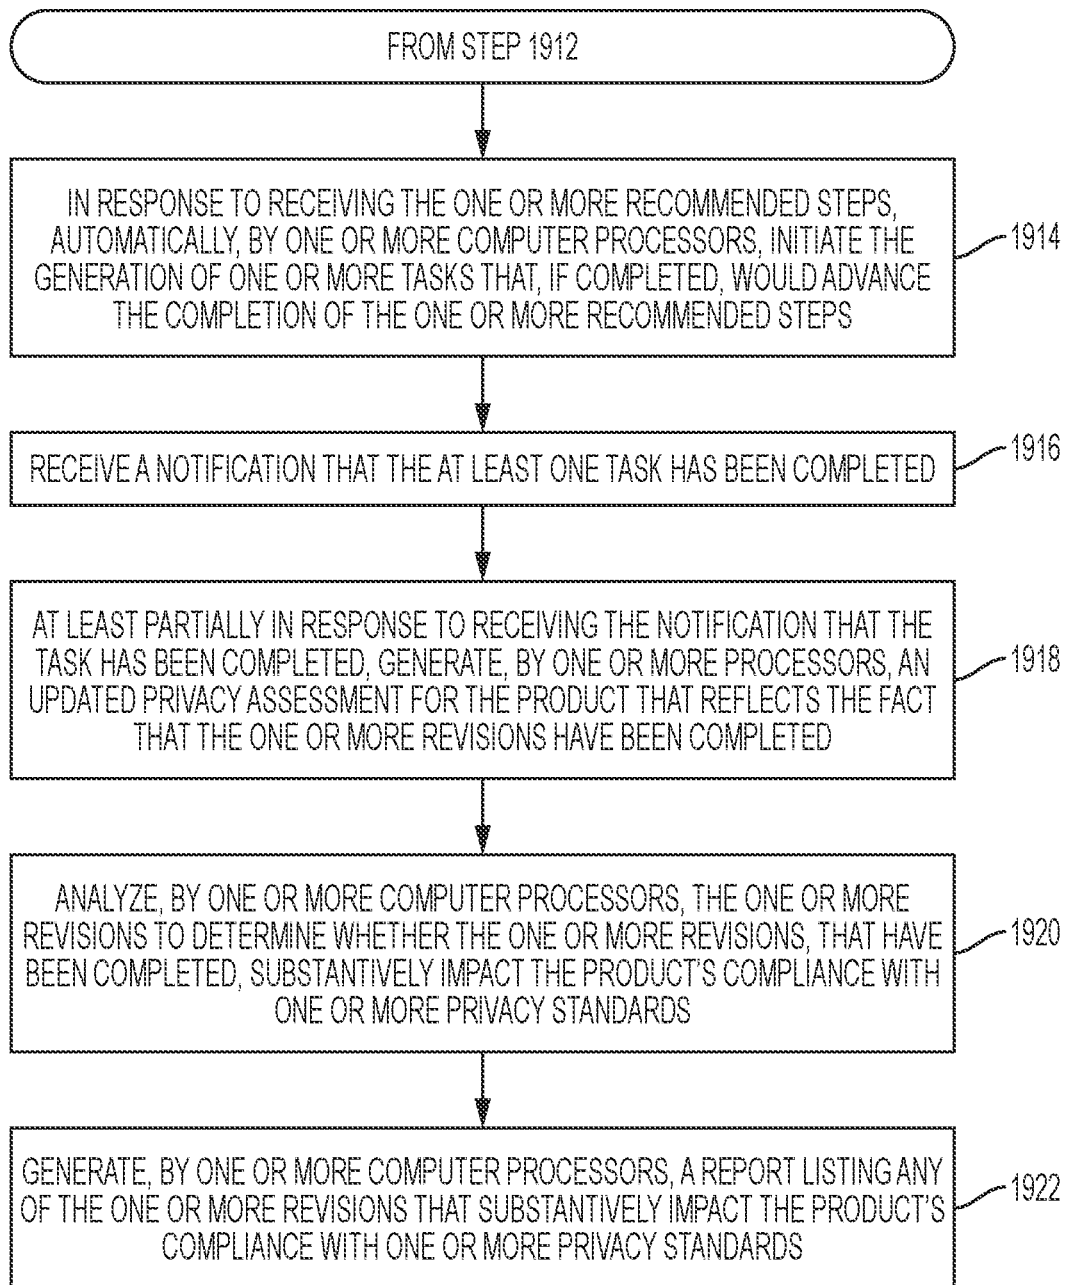 FROM STEP 1912
IN RESPONSE TO RECEIVING THE ONE OR MORE RECOMMENDED STEPS,
AUTOMATICALLY, BY ONE OR MORE COMPUTER PROCESSORS, INITIATE THE
GENERATION OF ONE OR MORE TASKS THAT, IF COMPLETED, WOULD ADVANCE
THE COMPLETION OF THE ONE OR MORE RECOMMENDED STEPS
1914
RECEIVE A NOTIFICATION THAT THE AT LEAST ONE TASK HAS BEEN COMPLETED
1916
AT LEAST PARTIALLY IN RESPONSE TO RECEIVING THE NOTIFICATION THAT THE
TASK HAS BEEN COMPLETED, GENERATE, BY ONE OR MORE PROCESSORS, AN
UPDATED PRIVACY ASSESSMENT FOR THE PRODUCT THAT REFLECTS THE FACT
THAT THE ONE OR MORE REVISIONS HAVE BEEN COMPLETED
1918
ANALYZE, BY ONE OR MORE COMPUTER PROCESSORS, THE ONE OR MORE
REVISIONS TO DETERMINE WHETHER THE ONE OR MORE REVISIONS, THAT HAVE
BEEN COMPLETED, SUBSTANTIVELY IMPACT THE PRODUCT'S COMPLIANCE WITH
ONE OR MORE PRIVACY STANDARDS
1920
GENERATE, BY ONE OR MORE COMPUTER PROCESSORS, A REPORT LISTING ANY
OF THE ONE OR MORE REVISIONS THAT SUBSTANTIVELY IMPACT THE PRODUCT'S
COMPLIANCE WITH ONE OR MORE PRIVACY STANDARDS
1922